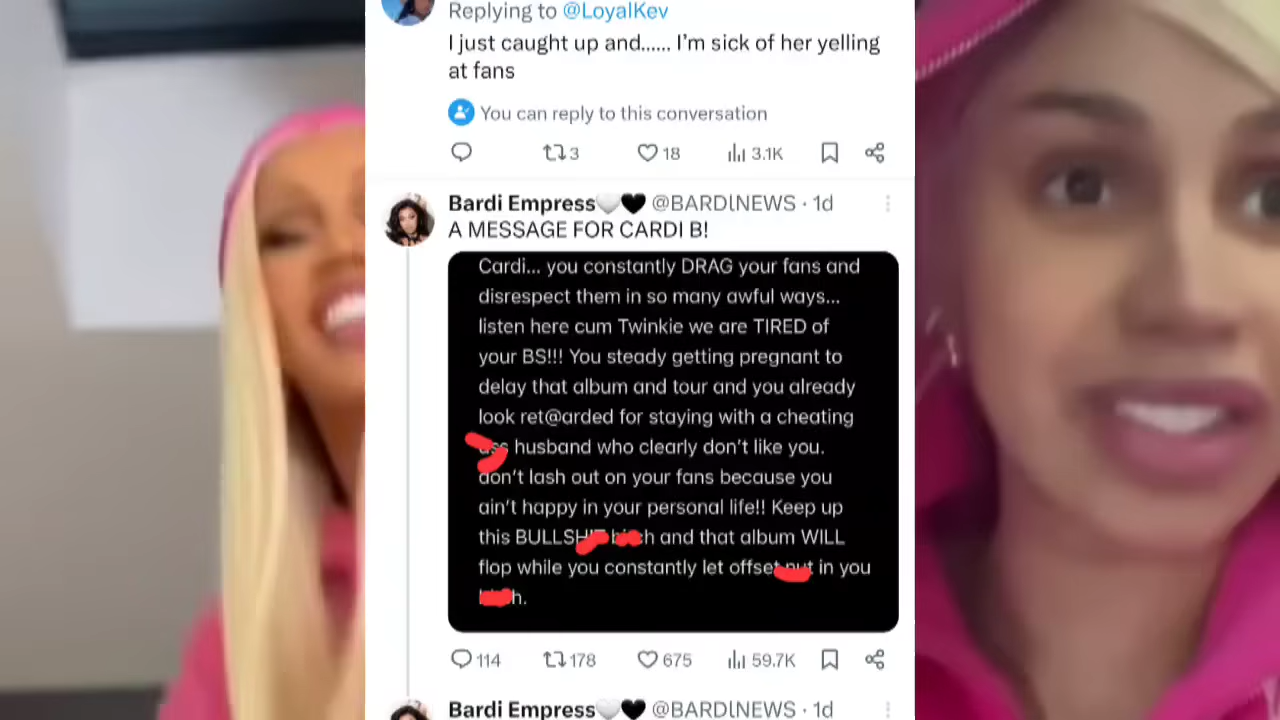 Replying to @LoyalKev
I just caught up and...... I'm sick of her yelling
at fans
You can reply to this conversation
3 18 3.1K
Bardi Empress🤍🖤 @BARDlNEWS · 1d
A MESSAGE FOR CARDI B!
Cardi... you constantly DRAG your fans and
disrespect them in so many awful ways...
listen here cum Twinkie we are TIRED of
your BS!!! You steady getting pregnant to
delay that album and tour and you already
look ret@arded for staying with a cheating
husband who clearly don't like you.
don't lash out on your fans because you
ain't happy in your personal life!! Keep up
this and that album WILL
flop while you constantly let offset in you
114 178 675 59.7K
Bardi Empress🤍🖤 @BARDlNEWS · 1d